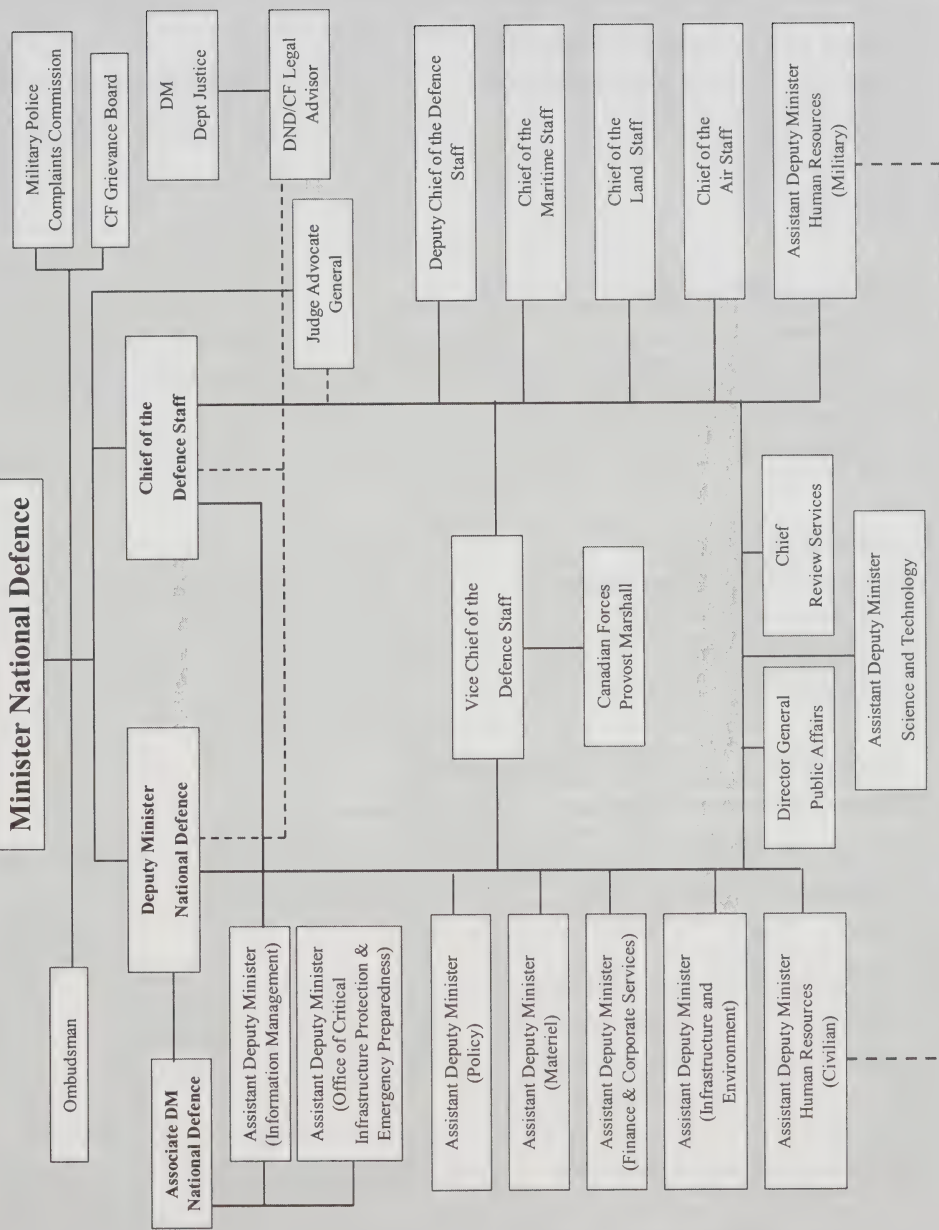 Minister National Defence
Ombudsman
Military Police
Complaints Commission
CF Grievance Board
Associate DM
National Defence
Deputy Minister
National Defence
Chief of the
Defence Staff
DM
Dept Justice
DND/CF Legal
Advisor
Judge Advocate
General
Assistant Deputy Minister
(Information Management)
Assistant Deputy Minister
(Office of Critical
Infrastructure Protection &
Emergency Preparedness)
Assistant Deputy Minister
(Policy)
Assistant Deputy Minister
(Materiel)
Assistant Deputy Minister
(Finance & Corporate Services)
Assistant Deputy Minister
(Infrastructure and
Environment)
Assistant Deputy Minister
Human Resources
(Civilian)
Vice Chief of the
Defence Staff
Canadian Forces
Provost Marshall
Deputy Chief of the Defence
Staff
Chief of the
Maritime Staff
Chief of the
Land Staff
Chief of the
Air Staff
Assistant Deputy Minister
Human Resources
(Military)
Director General
Public Affairs
Chief
Review Services
Assistant Deputy Minister
Science and Technology